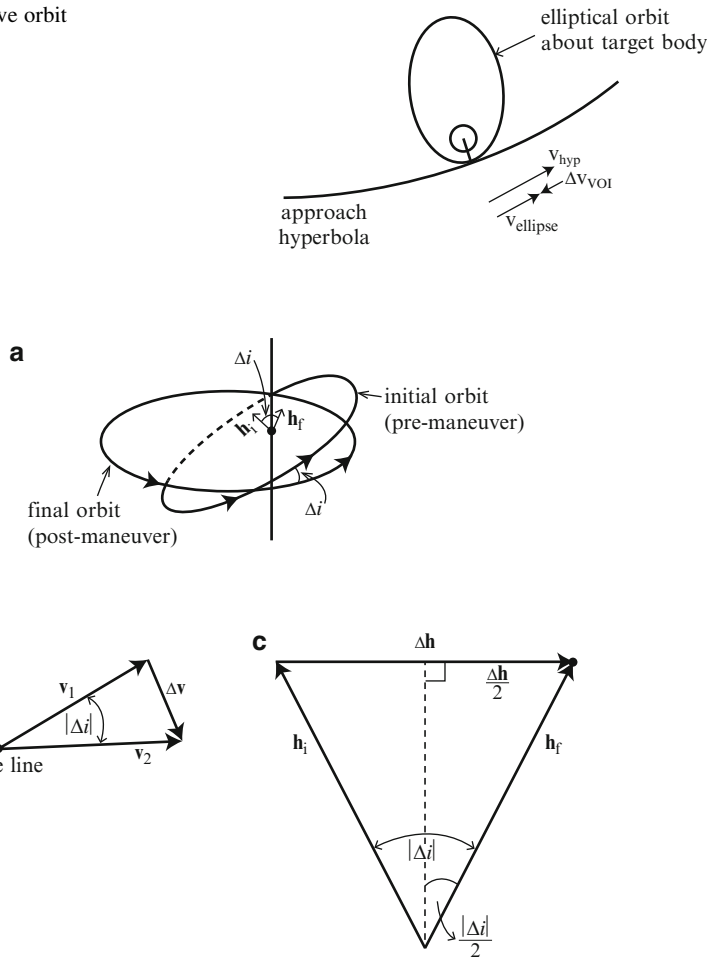 ve orbit
elliptical orbit
about target body
v_hyp
Δv_VOI
v_ellipse
approach
hyperbola
a
Δi
initial orbit
(pre-maneuver)
h_i
h_f
final orbit
(post-maneuver)
Δi
c
Δh
v_1
Δv
Δh
2
|Δi|
h_i
h_f
v_2
e line
|Δi|
|Δi|
2